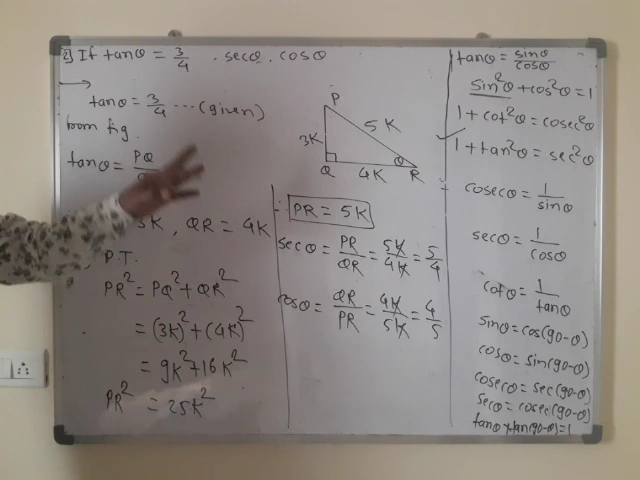 2) If tanθ = 3/4 . secθ . cosθ
→
tanθ = 3/4 ---(given)
from fig.
tanθ = PQ
3K, QR = 4K
P.T.
PR² = PQ² + QR²
= (3K)² + (4K)²
= 9K² + 16K²
PR² = 25K²
P
3K
5K
Q
4K
θ
R
∴ PR = 5K
secθ = PR/QR = 5K/4K = 5/4
cosθ = QR/PR = 4K/5K = 4/5
tanθ = sinθ/cosθ
sin²θ + cos²θ = 1
1 + cot²θ = cosec²θ
✓ 1 + tan²θ = sec²θ
cosecθ = 1/sinθ
secθ = 1/cosθ
cotθ = 1/tanθ
sinθ = cos(90-θ)
cosθ = sin(90-θ)
cosecθ = sec(90-θ)
secθ = cosec(90-θ)
tanθ × tan(90-θ) = 1